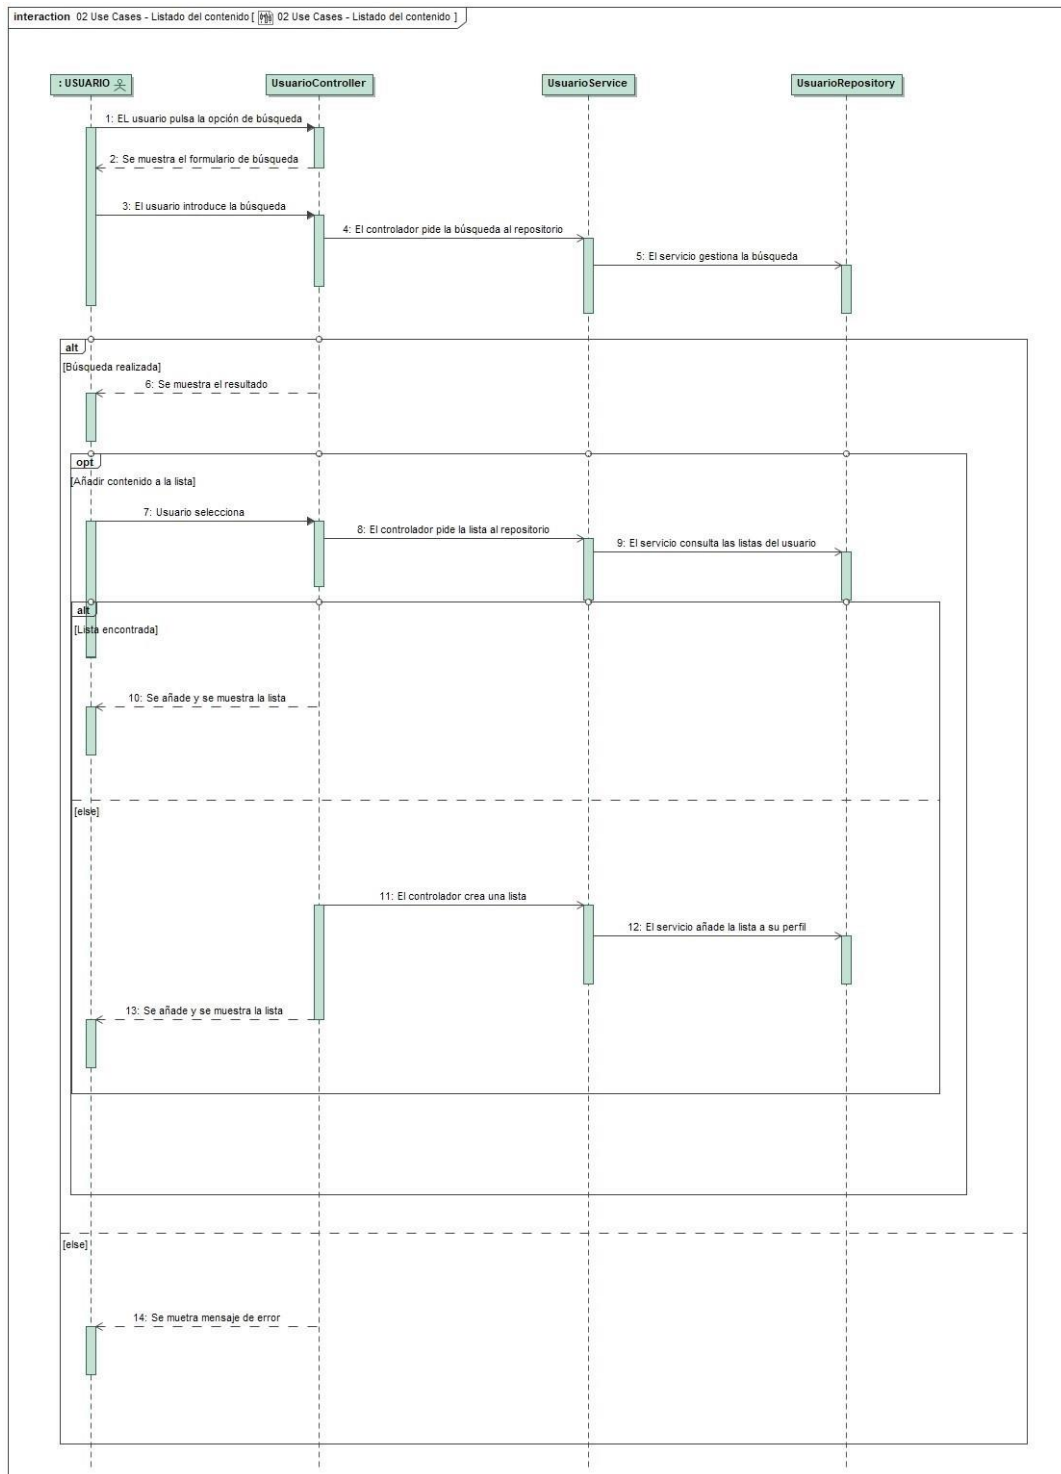 interaction 02 Use Cases - Listado del contenido [ 02 Use Cases - Listado del contenido ]
: USUARIO
UsuarioController
UsuarioService
UsuarioRepository
1: EL usuario pulsa la opción de búsqueda
2: Se muestra el formulario de búsqueda
3: El usuario introduce la búsqueda
4: El controlador pide la búsqueda al repositorio
5: El servicio gestiona la búsqueda
alt
[Búsqueda realizada]
6: Se muestra el resultado
opt
[Añadir contenido a la lista]
7: Usuario selecciona
8: El controlador pide la lista al repositorio
9: El servicio consulta las listas del usuario
alt
[Lista encontrada]
10: Se añade y se muestra la lista
[else]
11: El controlador crea una lista
12: El servicio añade la lista a su perfil
13: Se añade y se muestra la lista
[else]
14: Se muetra mensaje de error